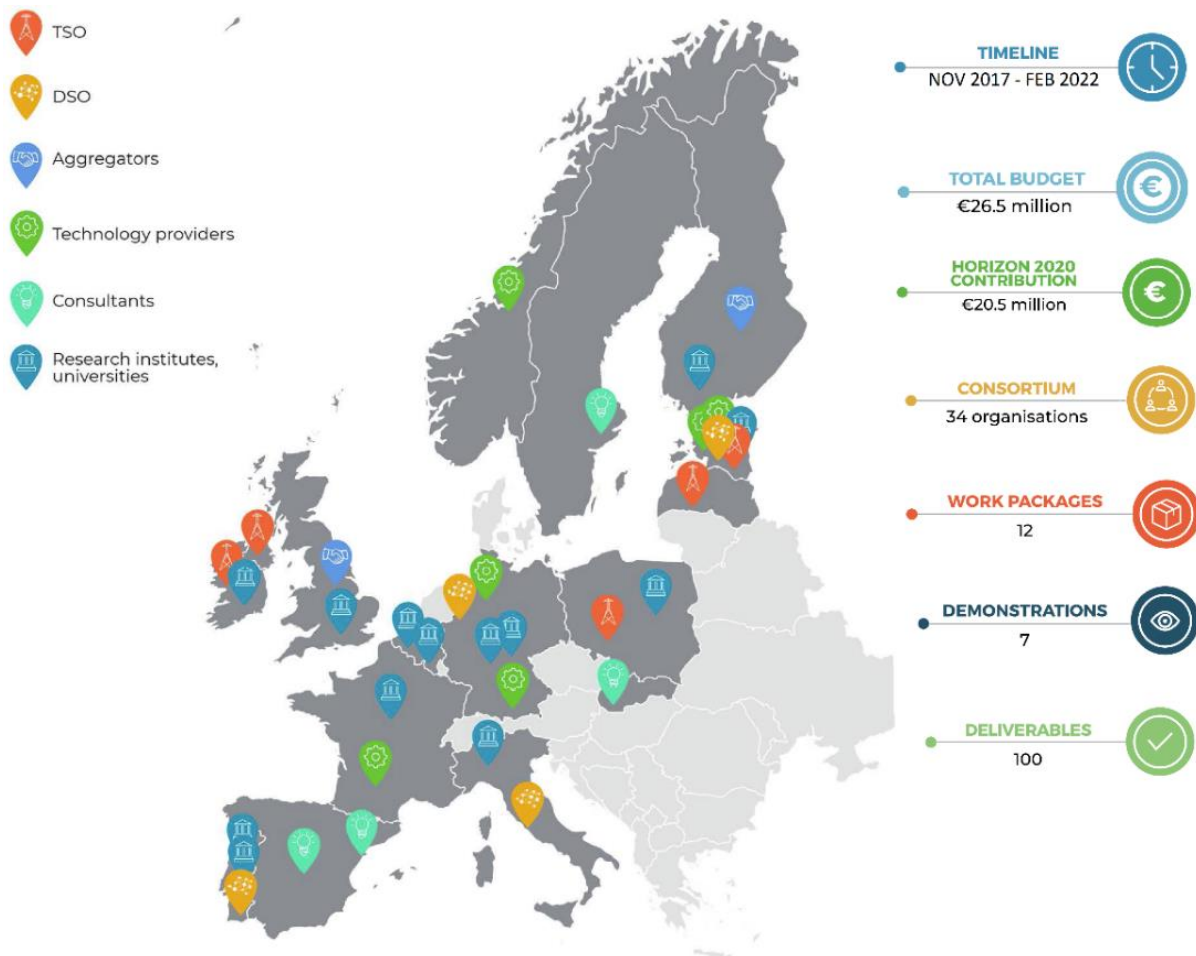 TSO
DSO
Aggregators
Technology providers
Consultants
Research institutes,
universities
TIMELINE
NOV 2017 - FEB 2022
TOTAL BUDGET
€26.5 million
HORIZON 2020
CONTRIBUTION
€20.5 million
CONSORTIUM
34 organisations
WORK PACKAGES
12
DEMONSTRATIONS
7
DELIVERABLES
100